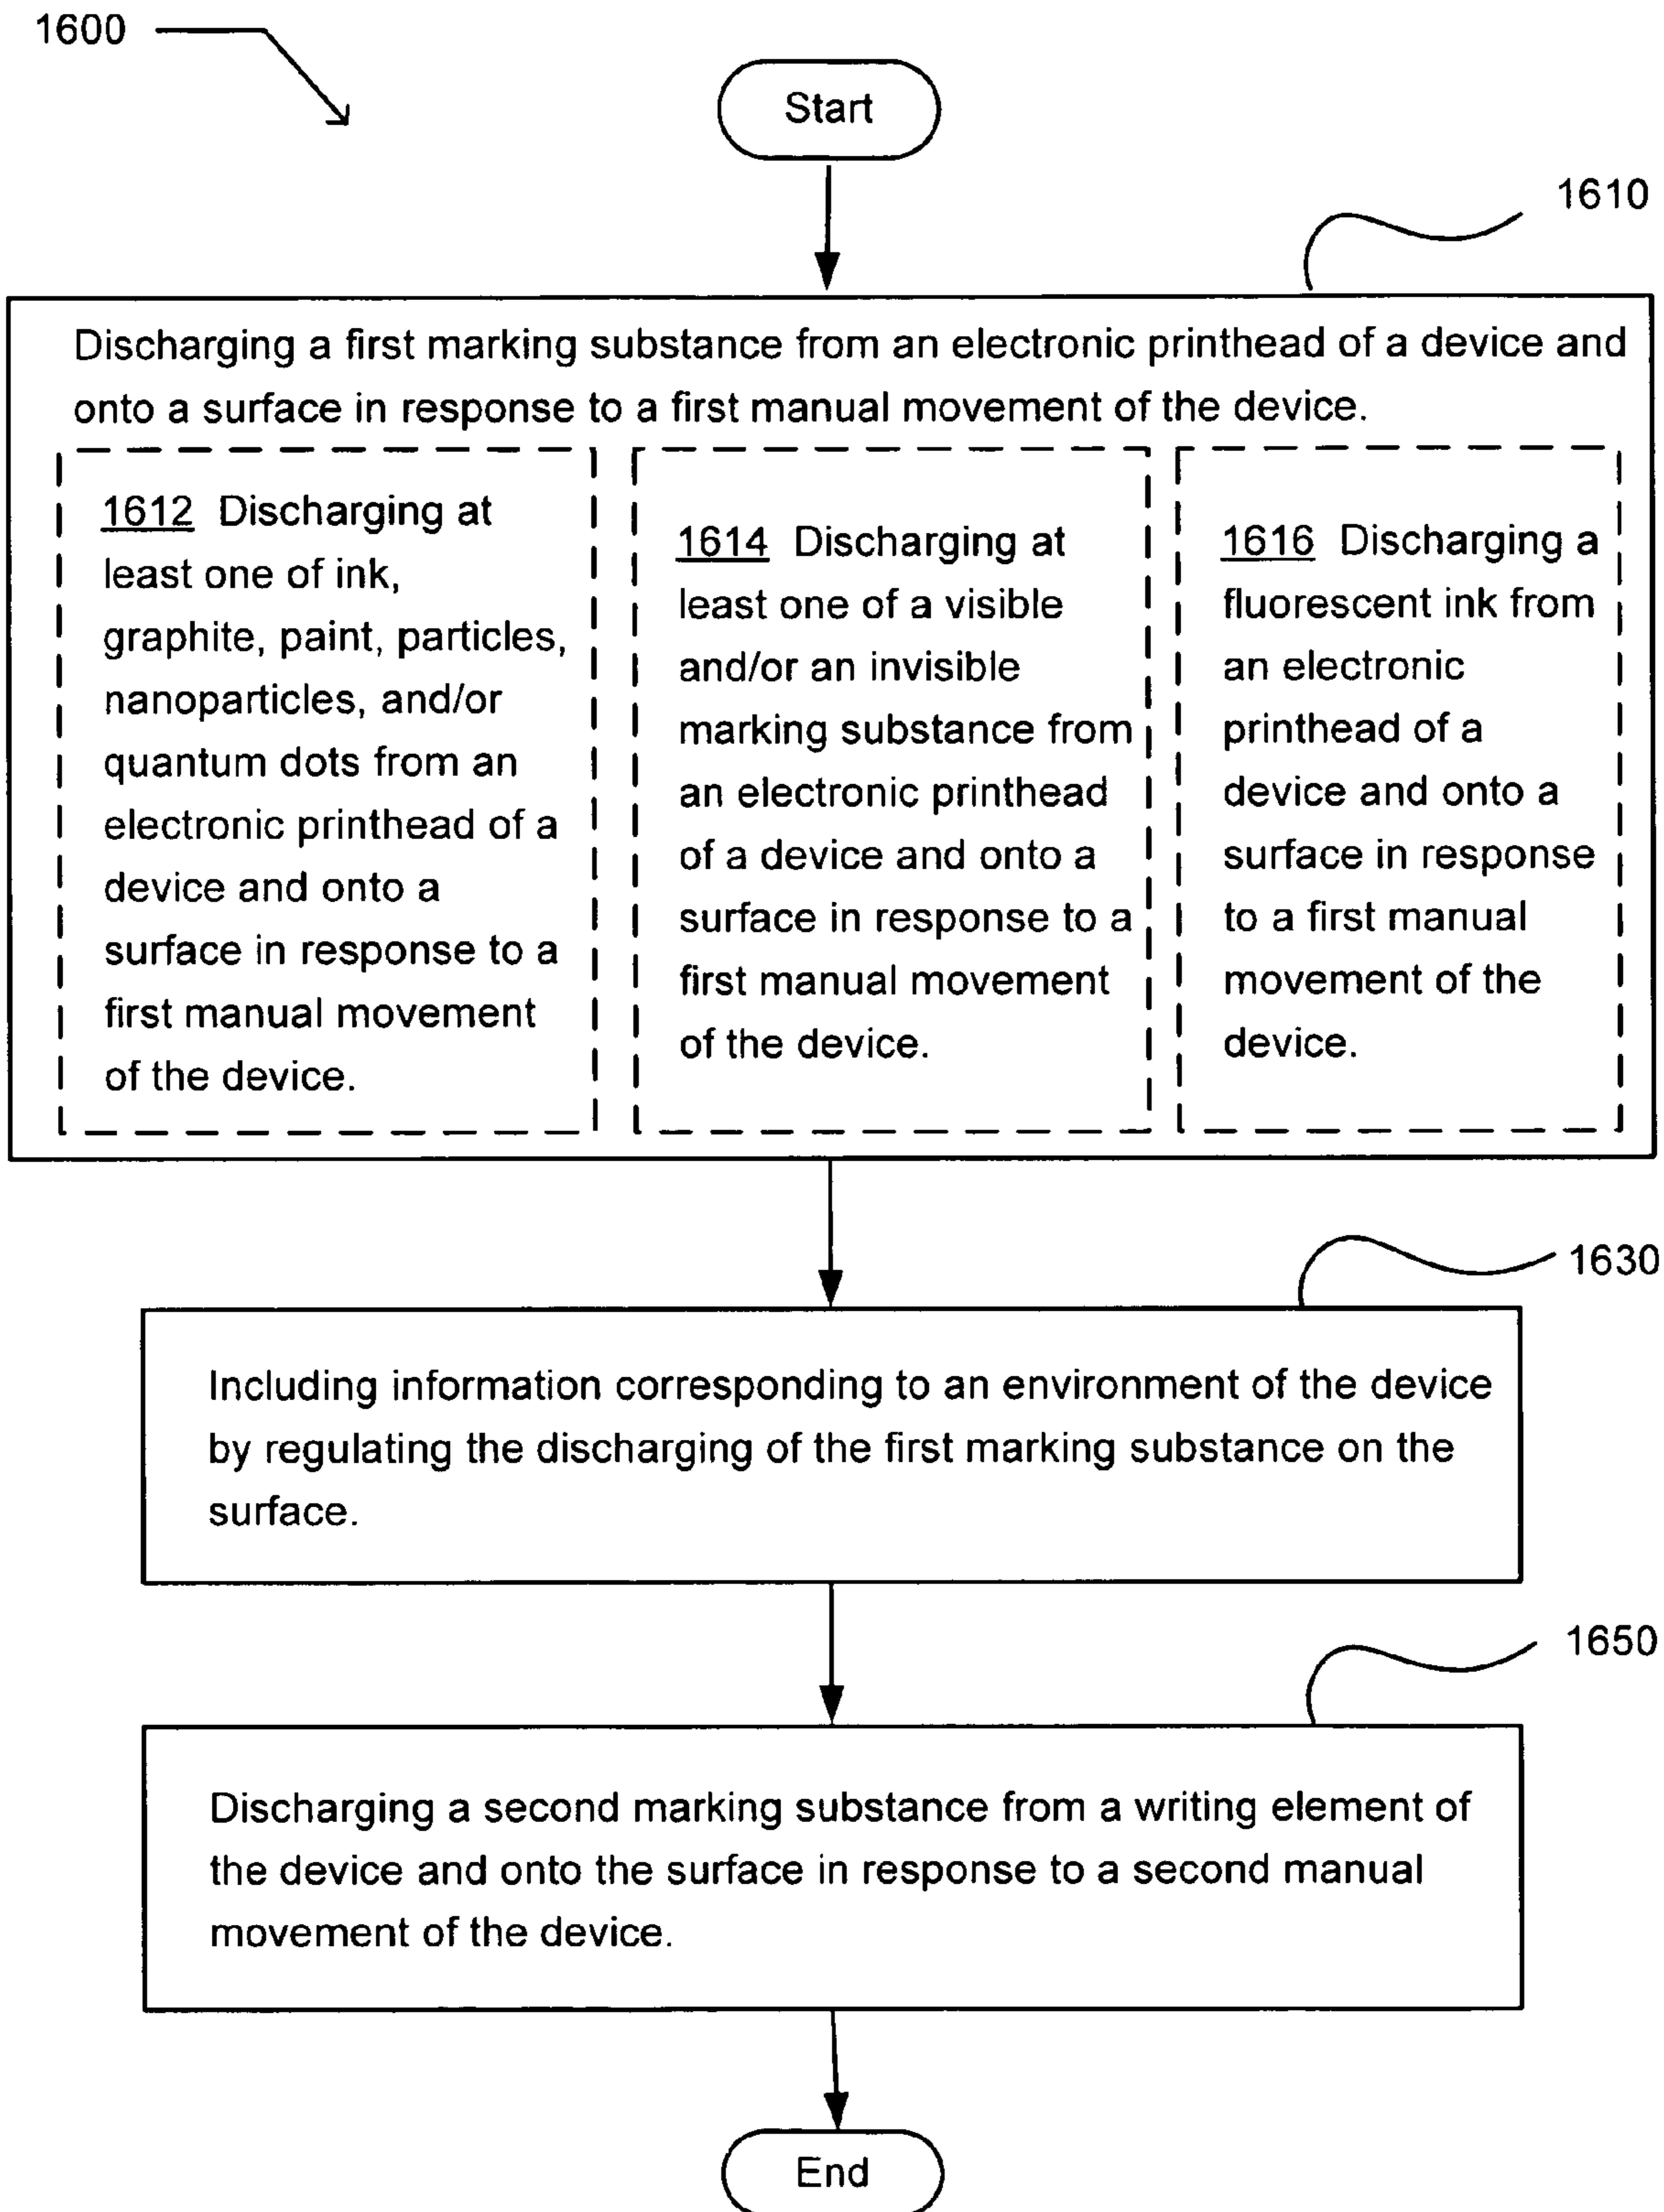 1600
Start
1610
Discharging a first marking substance from an electronic printhead of a device and
onto a surface in response to a first manual movement of the device.
1612 Discharging at
least one of ink,
graphite, paint, particles,
nanoparticles, and/or
quantum dots from an
electronic printhead of a
device and onto a
surface in response to a
first manual movement
of the device.
1614 Discharging at
least one of a visible
and/or an invisible
marking substance from
an electronic printhead
of a device and onto a
surface in response to a
first manual movement
of the device.
1616 Discharging a
fluorescent ink from
an electronic
printhead of a
device and onto a
surface in response
to a first manual
movement of the
device.
1630
Including information corresponding to an environment of the device
by regulating the discharging of the first marking substance on the
surface.
1650
Discharging a second marking substance from a writing element of
the device and onto the surface in response to a second manual
movement of the device.
End